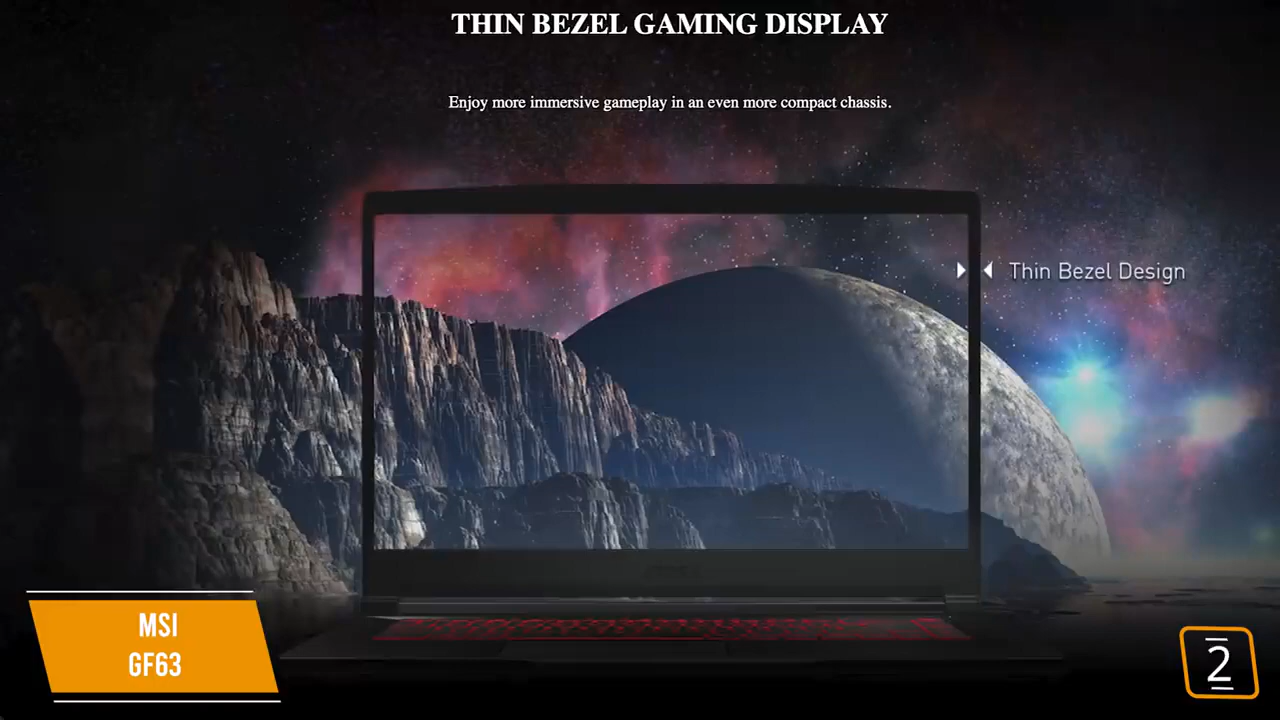 THIN BEZEL GAMING DISPLAY
Enjoy more immersive gameplay in an even more compact chassis.
Thin Bezel Design
MSI
GF63
2